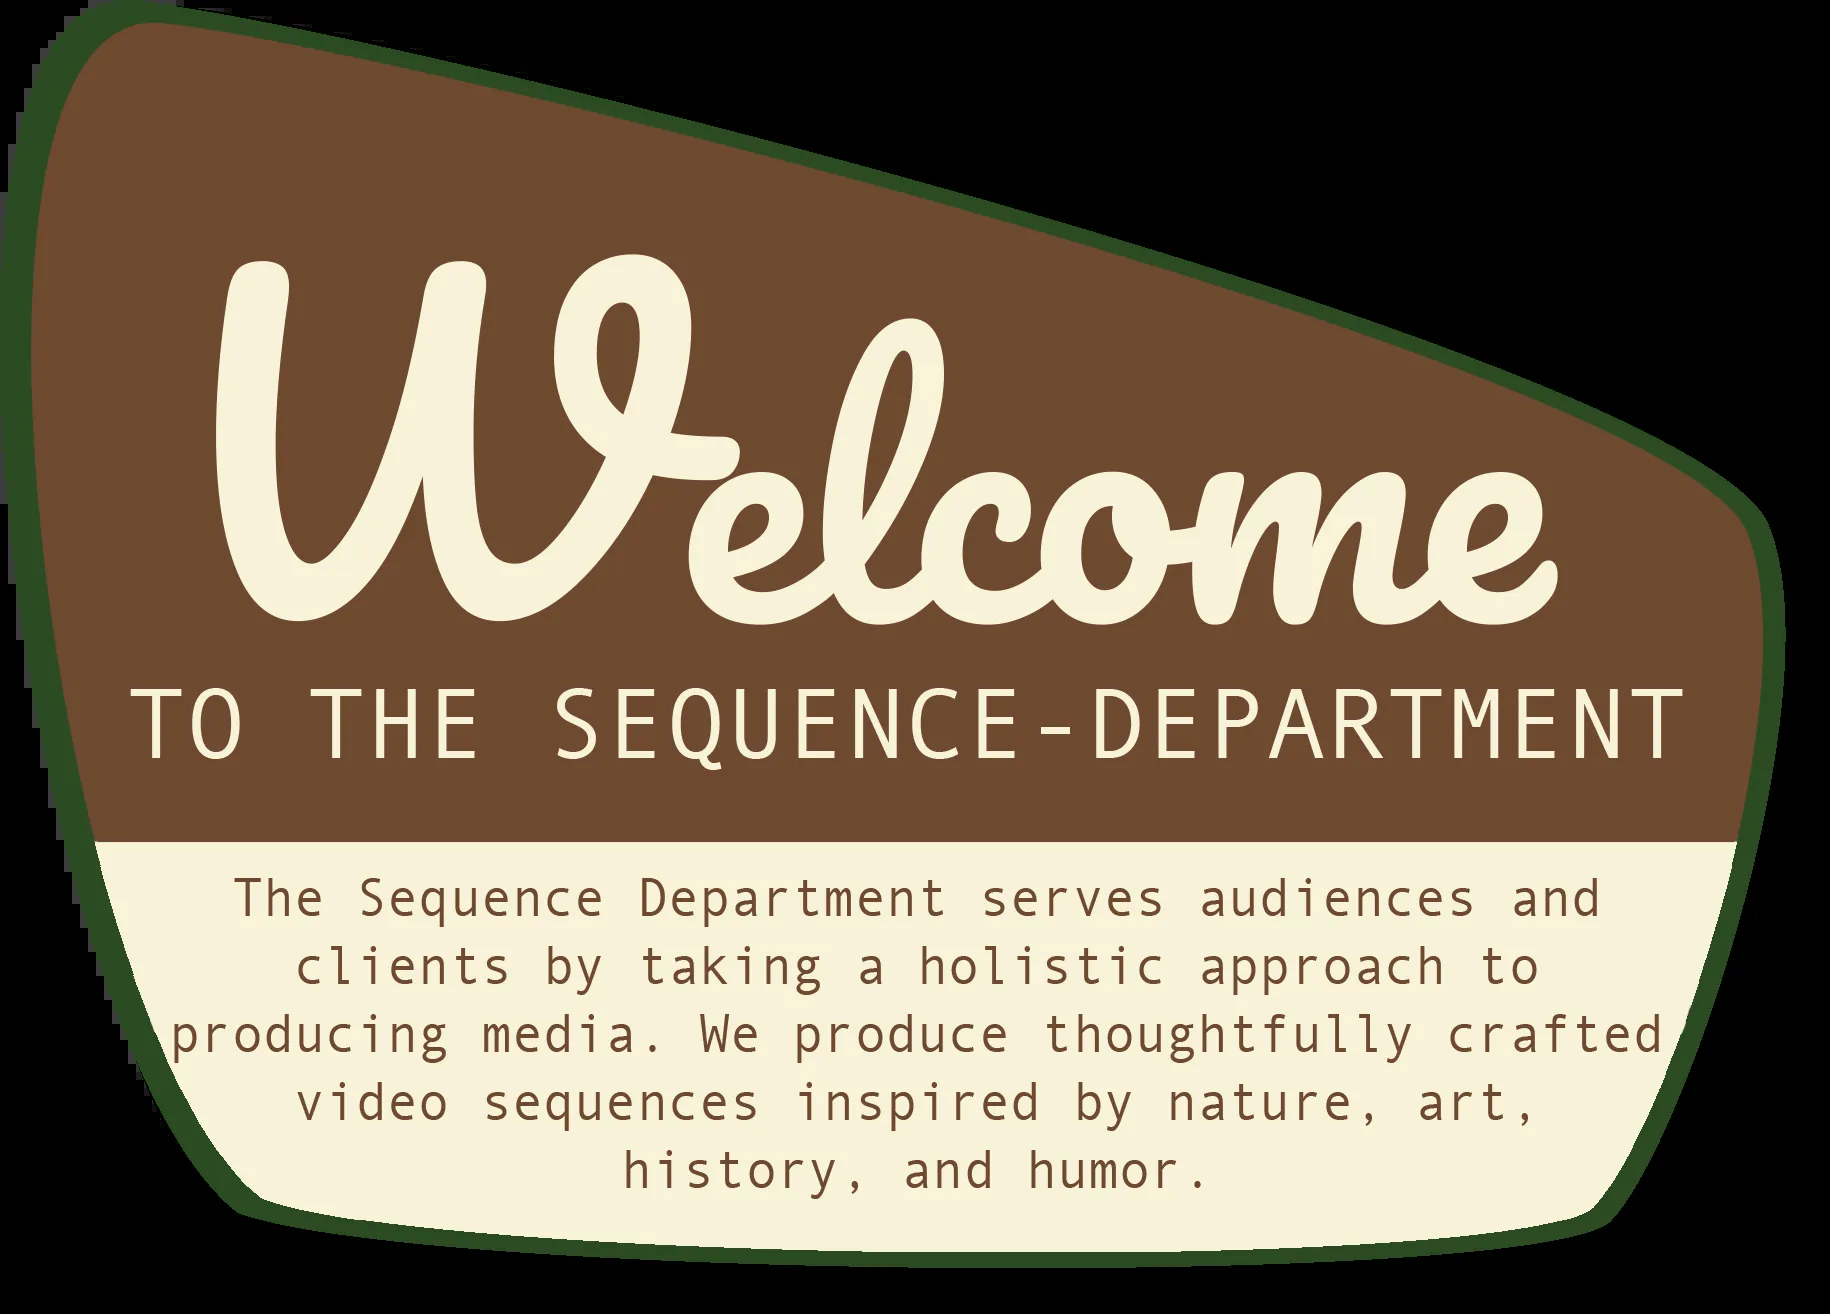 Welcome
TO THE SEQUENCE-DEPARTMENT
The Sequence Department serves audiences and
clients by taking a holistic approach to
producing media. We produce thoughtfully crafted
video sequences inspired by nature, art,
history, and humor.